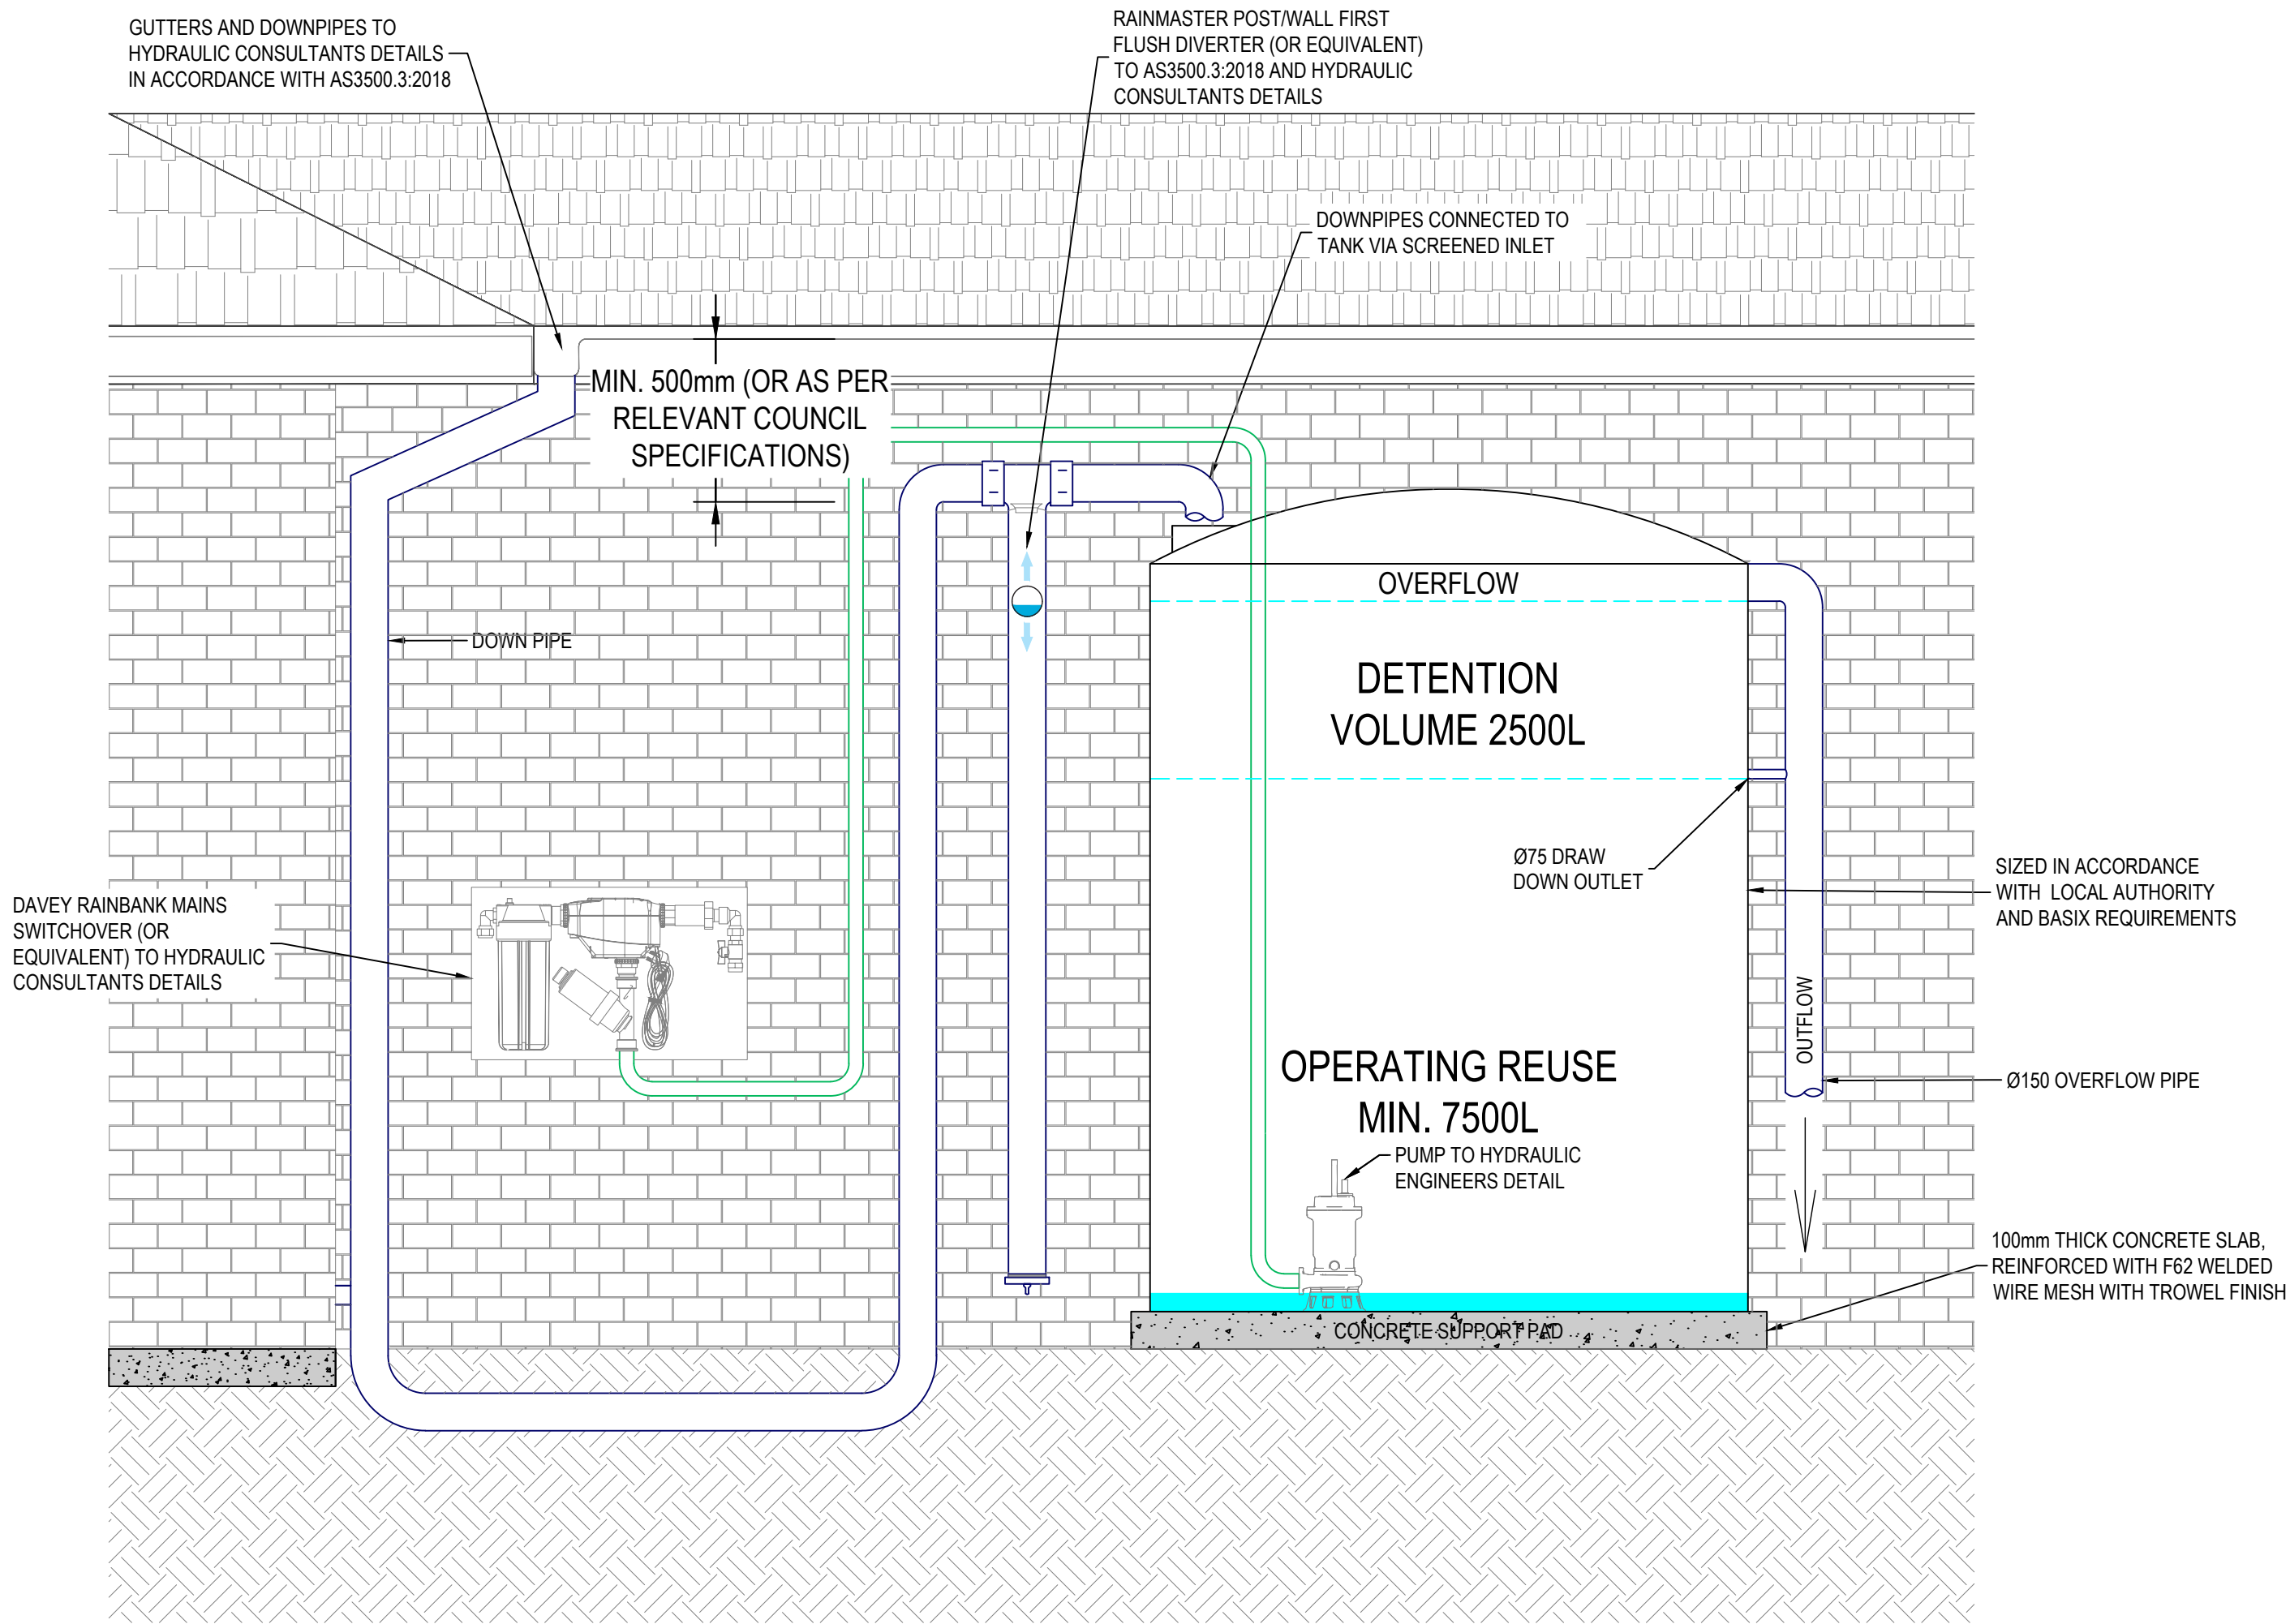 GUTTERS AND DOWNPIPES TO
HYDRAULIC CONSULTANTS DETAILS
IN ACCORDANCE WITH AS3500.3:2018
RAINMASTER POST/WALL FIRST
FLUSH DIVERTER (OR EQUIVALENT)
TO AS3500.3:2018 AND HYDRAULIC
CONSULTANTS DETAILS
DOWNPIPES CONNECTED TO
TANK VIA SCREENED INLET
MIN. 500mm (OR AS PER
RELEVANT COUNCIL
SPECIFICATIONS)
OVERFLOW
DOWN PIPE
DETENTION
VOLUME 2500L
Ø75 DRAW
DOWN OUTLET
SIZED IN ACCORDANCE
WITH LOCAL AUTHORITY
AND BASIX REQUIREMENTS
DAVEY RAINBANK MAINS
SWITCHOVER (OR
EQUIVALENT) TO HYDRAULIC
CONSULTANTS DETAILS
OUTFLOW
OPERATING REUSE
MIN. 7500L
Ø150 OVERFLOW PIPE
PUMP TO HYDRAULIC
ENGINEERS DETAIL
100mm THICK CONCRETE SLAB,
REINFORCED WITH F62 WELDED
WIRE MESH WITH TROWEL FINISH
CONCRETE SUPPORT PAD